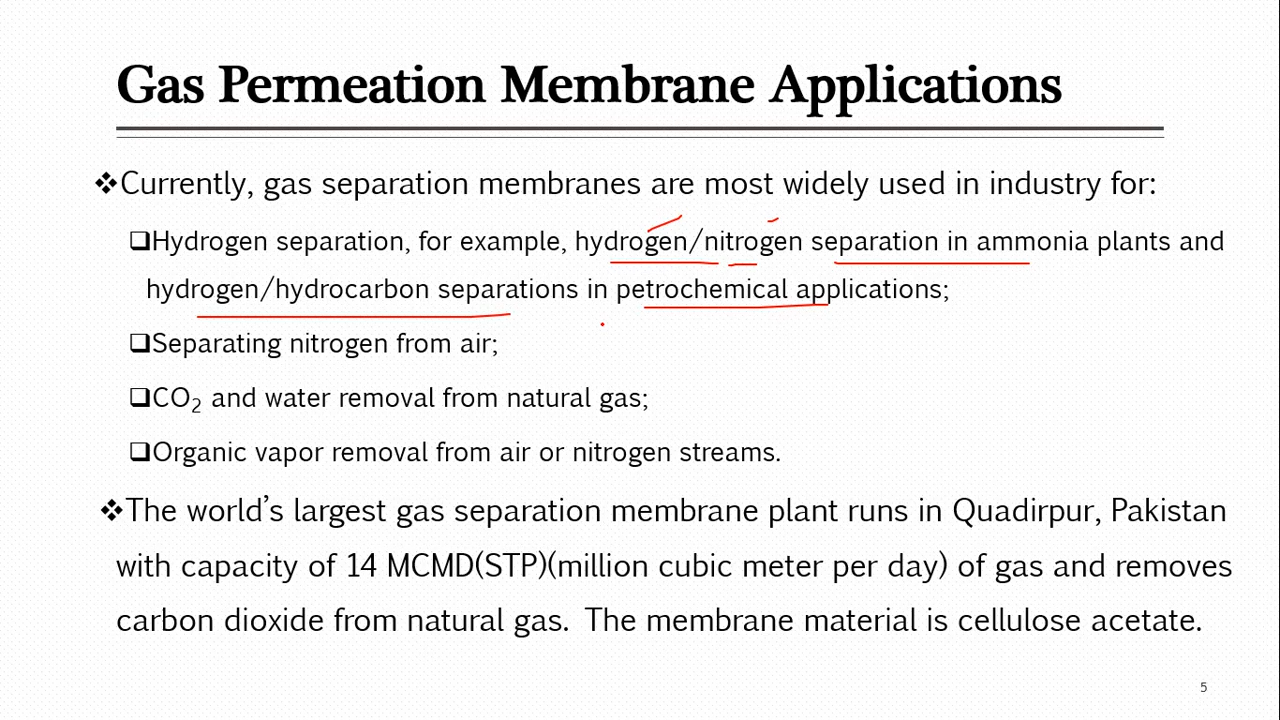 Gas Permeation Membrane Applications
❖Currently, gas separation membranes are most widely used in industry for:
❑Hydrogen separation, for example, hydrogen/nitrogen separation in ammonia plants and
hydrogen/hydrocarbon separations in petrochemical applications;
❑Separating nitrogen from air;
❑CO₂ and water removal from natural gas;
❑Organic vapor removal from air or nitrogen streams.
❖The world’s largest gas separation membrane plant runs in Quadirpur, Pakistan
with capacity of 14 MCMD(STP)(million cubic meter per day) of gas and removes
carbon dioxide from natural gas. The membrane material is cellulose acetate.
5